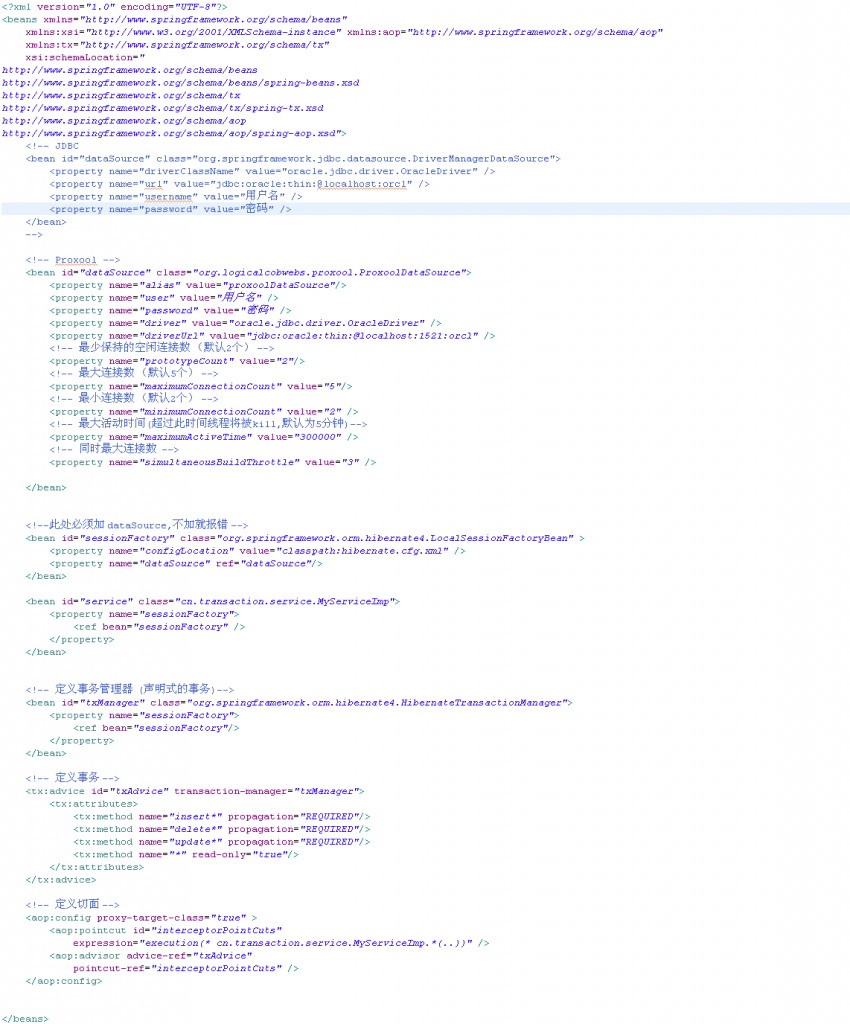 <?xml version="1.0" encoding="UTF-8"?>
<beans xmlns="http://www.springframework.org/schema/beans"
xmlns:xsi="http://www.w3.org/2001/XMLSchema-instance" xmlns:aop="http://www.springframework.org/schema/aop"
xmlns:tx="http://www.springframework.org/schema/tx"
xsi:schemaLocation="
http://www.springframework.org/schema/beans
http://www.springframework.org/schema/beans/spring-beans.xsd
http://www.springframework.org/schema/tx
http://www.springframework.org/schema/tx/spring-tx.xsd
http://www.springframework.org/schema/aop
http://www.springframework.org/schema/aop/spring-aop.xsd">
<!-- JDBC
<bean id="dataSource" class="org.springframework.jdbc.datasource.DriverManagerDataSource">
<property name="driverClassName" value="oracle.jdbc.driver.OracleDriver" />
<property name="url" value="jdbc:oracle:thin:@localhost:orcl" />
<property name="username" value="用户名" />
<property name="password" value="密码" />
</bean>
-->
<!-- Proxool -->
<bean id="dataSource" class="org.logicalcobwebs.proxool.ProxoolDataSource">
<property name="alias" value="proxoolDataSource"/>
<property name="user" value="用户名" />
<property name="password" value="密码" />
<property name="driver" value="oracle.jdbc.driver.OracleDriver" />
<property name="driverUrl" value="jdbc:oracle:thin:@localhost:1521:orcl" />
<!-- 最少保持的空闲连接数 (默认2个) -->
<property name="prototypeCount" value="2"/>
<!-- 最大连接数 (默认5个) -->
<property name="maximumConnectionCount" value="5"/>
<!-- 最小连接数 (默认2个) -->
<property name="minimumConnectionCount" value="2" />
<!-- 最大活动时间(超过此时间线程将被kill,默认为5分钟)-->
<property name="maximumActiveTime" value="300000" />
<!-- 同时最大连接数 -->
<property name="simultaneousBuildThrottle" value="3" />
</bean>
<!--此处必须加 dataSource,不加就报错 -->
<bean id="sessionFactory" class="org.springframework.orm.hibernate4.LocalSessionFactoryBean" >
<property name="configLocation" value="classpath:hibernate.cfg.xml" />
<property name="dataSource" ref="dataSource"/>
</bean>
<bean id="service" class="cn.transaction.service.MyServiceImp">
<property name="sessionFactory">
<ref bean="sessionFactory" />
</property>
</bean>
<!-- 定义事务管理器 (声明式的事务)-->
<bean id="txManager" class="org.springframework.orm.hibernate4.HibernateTransactionManager">
<property name="sessionFactory">
<ref bean="sessionFactory"/>
</property>
</bean>
<!-- 定义事务 -->
<tx:advice id="txAdvice" transaction-manager="txManager">
<tx:attributes>
<tx:method name="insert*" propagation="REQUIRED"/>
<tx:method name="delete*" propagation="REQUIRED"/>
<tx:method name="update*" propagation="REQUIRED"/>
<tx:method name="*" read-only="true"/>
</tx:attributes>
</tx:advice>
<!-- 定义切面 -->
<aop:config proxy-target-class="true" >
<aop:pointcut id="interceptorPointCuts"
expression="execution(* cn.transaction.service.MyServiceImp.*(..))" />
<aop:advisor advice-ref="txAdvice"
pointcut-ref="interceptorPointCuts" />
</aop:config>
</beans>